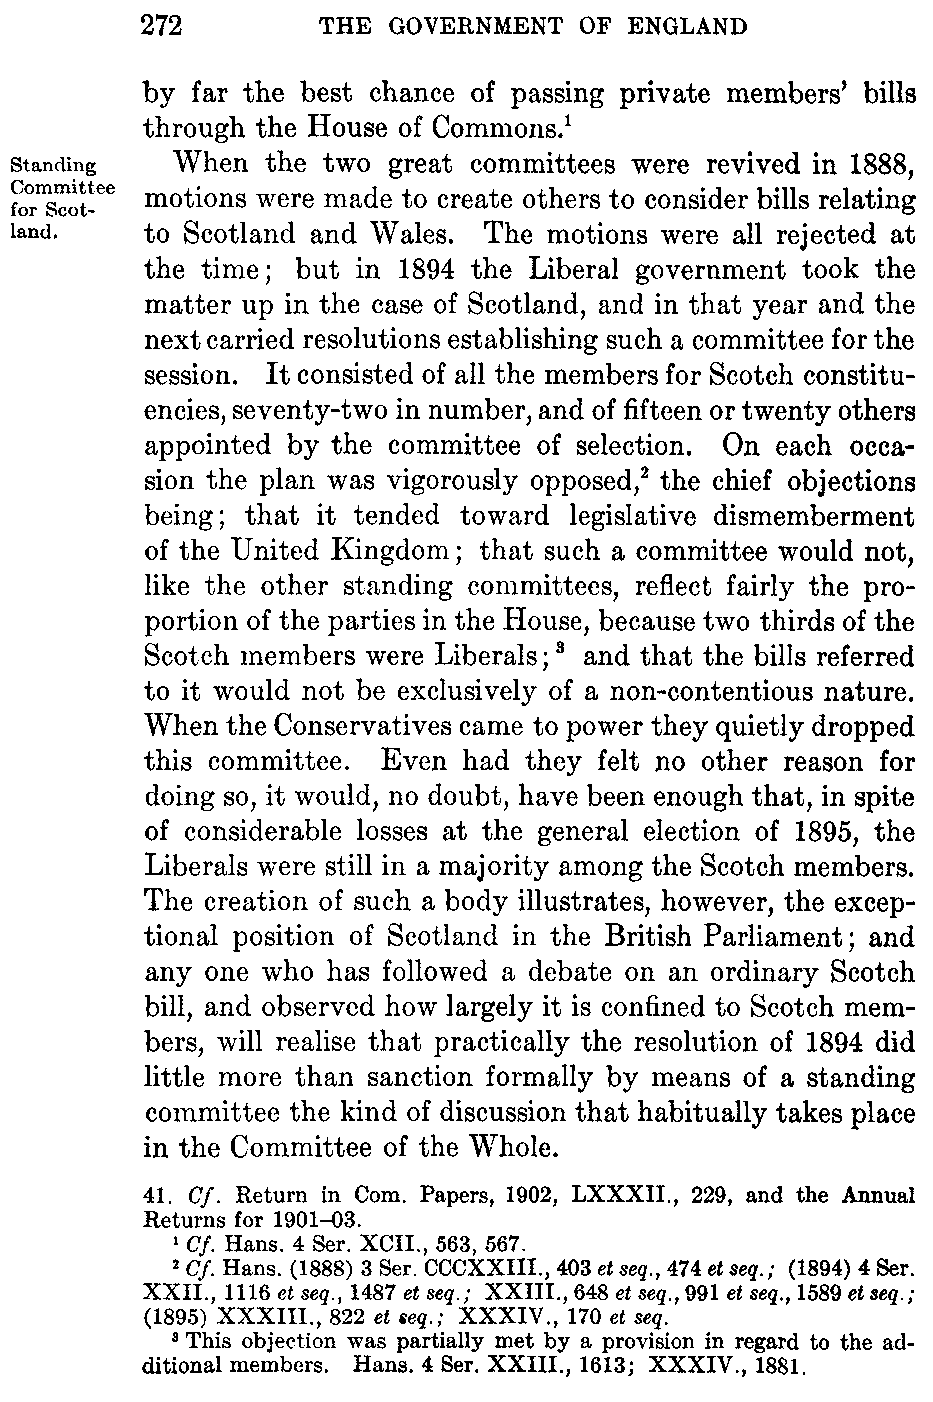 272 THE GOVERNMENT OF ENGLAND
by far the best chance of passing private members' bills
through the House of Commons.¹
Standing
Committee
for Scot-
land.
When the two great committees were revived in 1888,
motions were made to create others to consider bills relating
to Scotland and Wales. The motions were all rejected at
the time; but in 1894 the Liberal government took the
matter up in the case of Scotland, and in that year and the
next carried resolutions establishing such a committee for the
session. It consisted of all the members for Scotch constitu-
encies, seventy-two in number, and of fifteen or twenty others
appointed by the committee of selection. On each occa-
sion the plan was vigorously opposed,² the chief objections
being; that it tended toward legislative dismemberment
of the United Kingdom; that such a committee would not,
like the other standing committees, reflect fairly the pro-
portion of the parties in the House, because two thirds of the
Scotch members were Liberals;³ and that the bills referred
to it would not be exclusively of a non-contentious nature.
When the Conservatives came to power they quietly dropped
this committee. Even had they felt no other reason for
doing so, it would, no doubt, have been enough that, in spite
of considerable losses at the general election of 1895, the
Liberals were still in a majority among the Scotch members.
The creation of such a body illustrates, however, the excep-
tional position of Scotland in the British Parliament; and
any one who has followed a debate on an ordinary Scotch
bill, and observed how largely it is confined to Scotch mem-
bers, will realise that practically the resolution of 1894 did
little more than sanction formally by means of a standing
committee the kind of discussion that habitually takes place
in the Committee of the Whole.
41. Cf. Return in Com. Papers, 1902, LXXXII., 229, and the Annual
Returns for 1901–03.
¹ Cf. Hans. 4 Ser. XCII., 563, 567.
² Cf. Hans. (1888) 3 Ser. CCCXXIII., 403 et seq., 474 et seq.; (1894) 4 Ser.
XXII., 1116 et seq., 1487 et seq.; XXIII., 648 et seq., 991 et seq., 1589 et seq.;
(1895) XXXIII., 822 et seq.; XXXIV., 170 et seq.
³ This objection was partially met by a provision in regard to the ad-
ditional members. Hans. 4 Ser. XXIII., 1613; XXXIV., 1881.